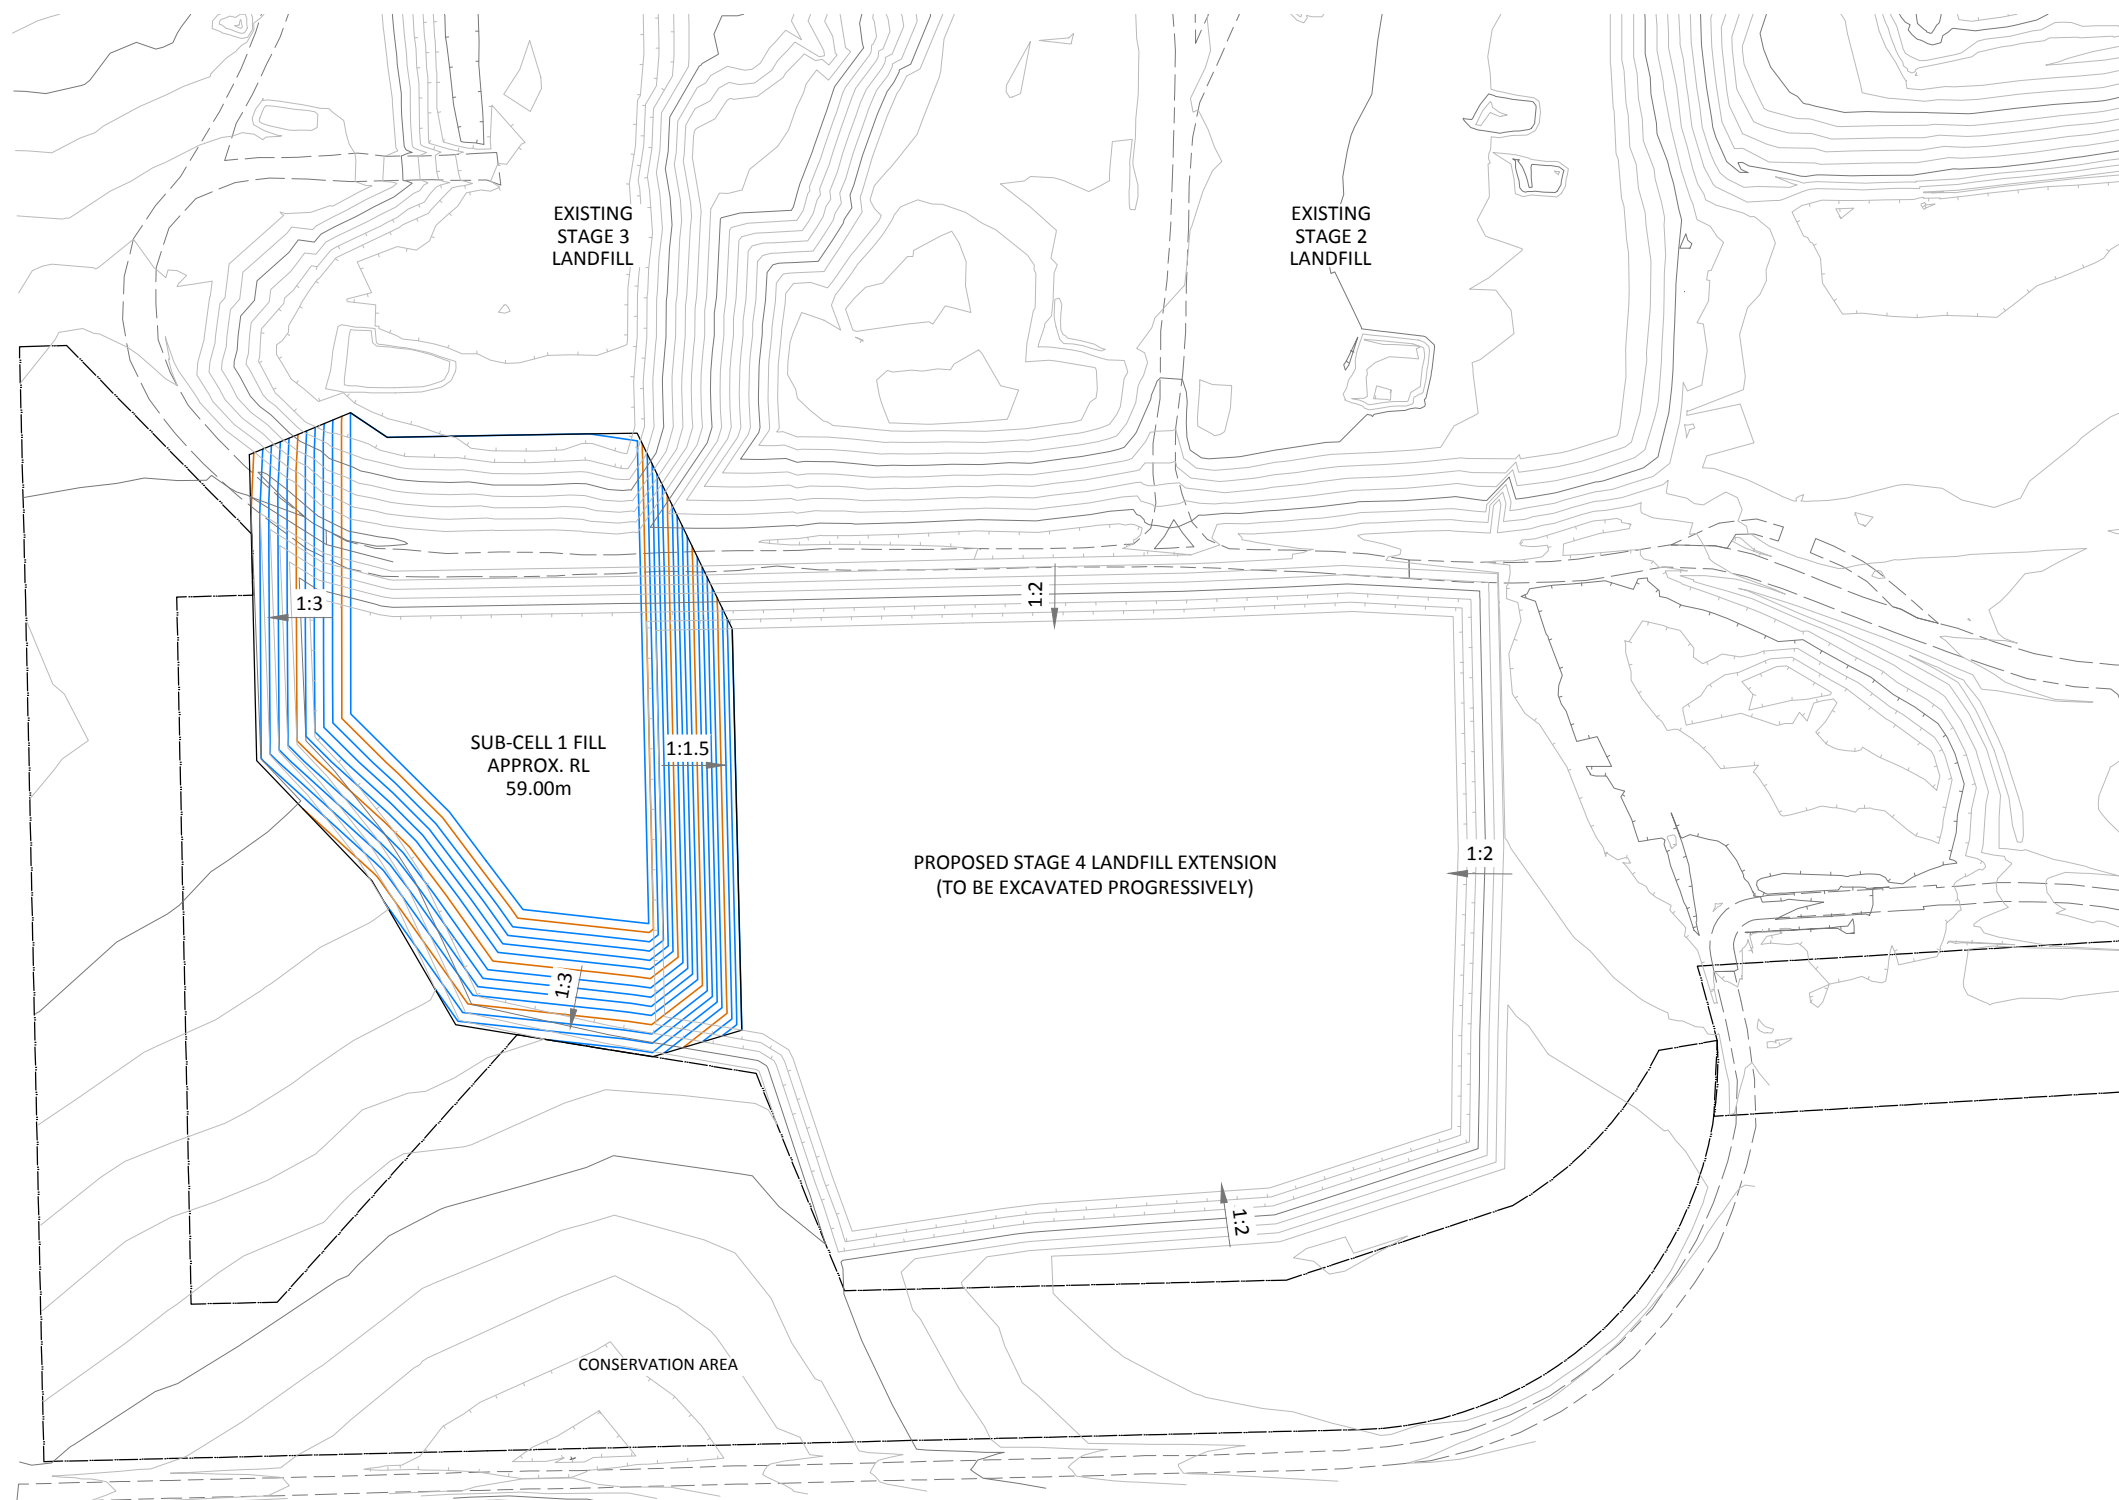 EXISTING
STAGE 3
LANDFILL
EXISTING
STAGE 2
LANDFILL
1:3
1:2
SUB-CELL 1 FILL
APPROX. RL
59.00m
1:1.5
PROPOSED STAGE 4 LANDFILL EXTENSION
(TO BE EXCAVATED PROGRESSIVELY)
1:2
1:3
1:2
CONSERVATION AREA